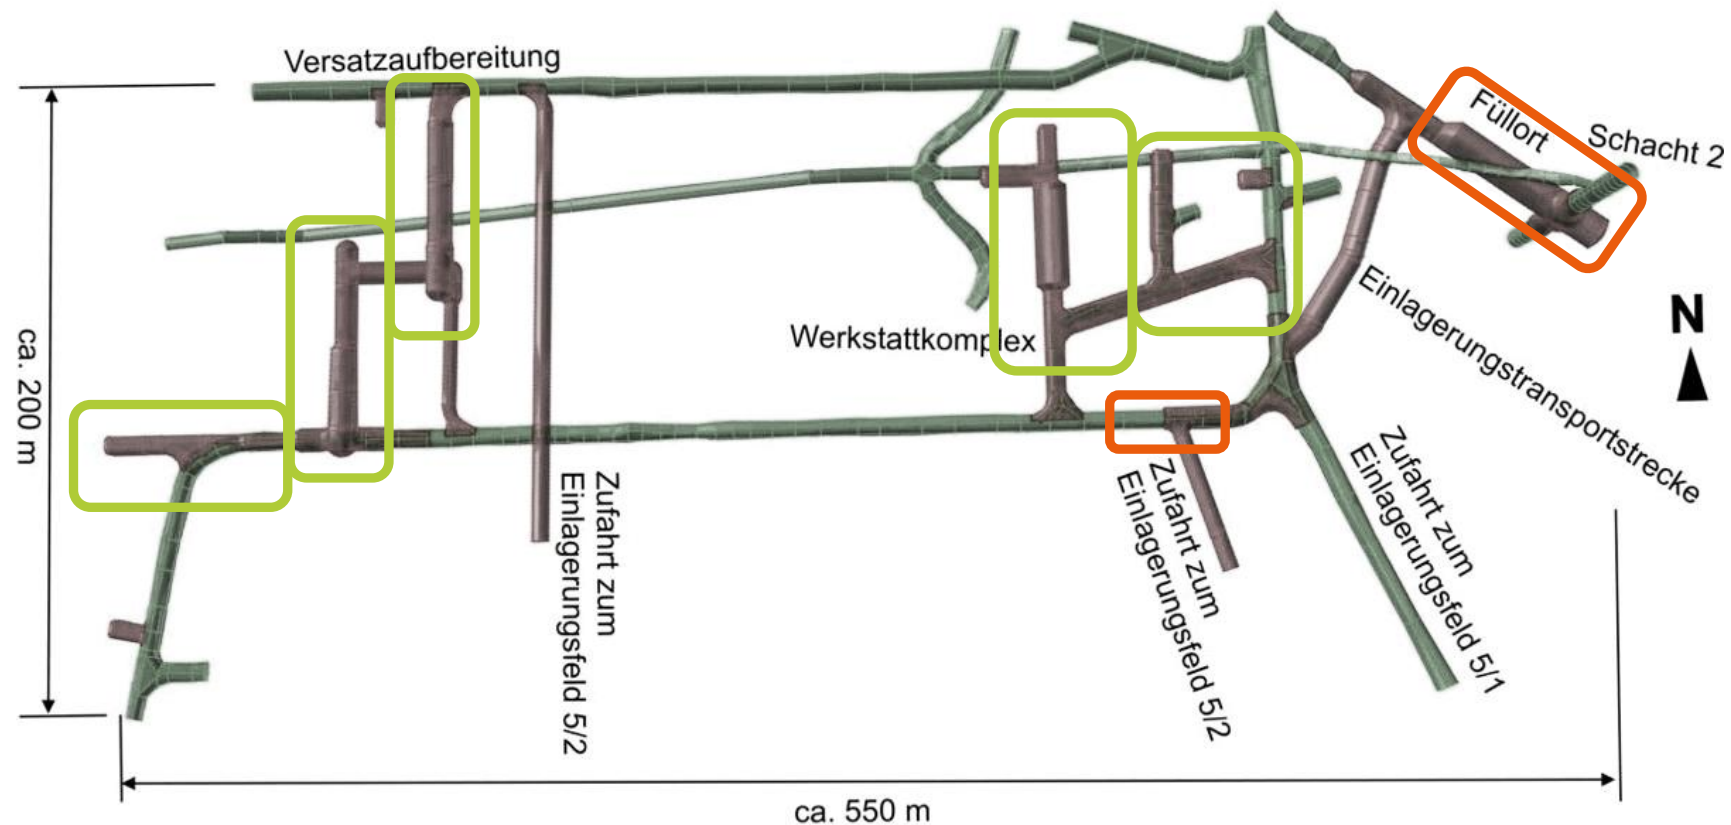 Versatzaufbereitung
Füllort
Schacht 2
N
Werkstattkomplex
Einlagerungstransportstrecke
ca. 200 m
Zufahrt zum
Einlagerungsfeld 5/2
Zufahrt zum
Einlagerungsfeld 5/2
Zufahrt zum
Einlagerungsfeld 5/1
ca. 550 m